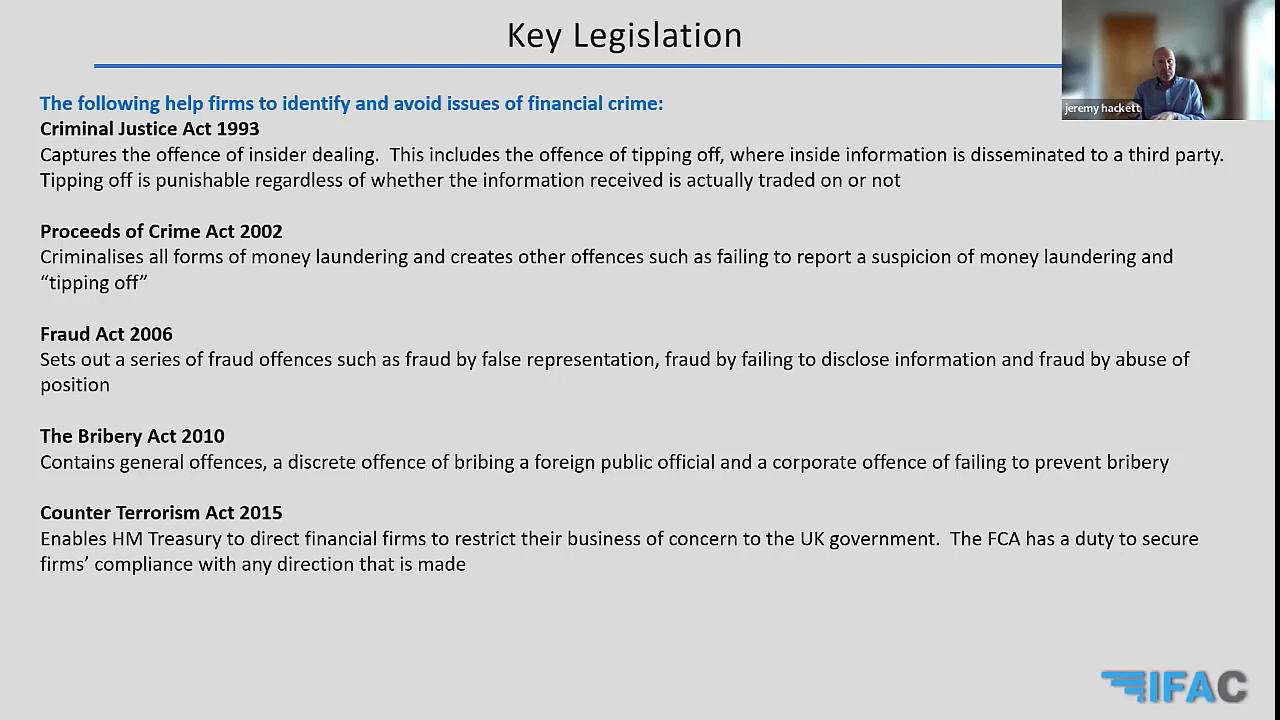 Key Legislation
jeremy hackett
The following help firms to identify and avoid issues of financial crime:
Criminal Justice Act 1993
Captures the offence of insider dealing.  This includes the offence of tipping off, where inside information is disseminated to a third party.
Tipping off is punishable regardless of whether the information received is actually traded on or not
Proceeds of Crime Act 2002
Criminalises all forms of money laundering and creates other offences such as failing to report a suspicion of money laundering and
“tipping off”
Fraud Act 2006
Sets out a series of fraud offences such as fraud by false representation, fraud by failing to disclose information and fraud by abuse of
position
The Bribery Act 2010
Contains general offences, a discrete offence of bribing a foreign public official and a corporate offence of failing to prevent bribery
Counter Terrorism Act 2015
Enables HM Treasury to direct financial firms to restrict their business of concern to the UK government.  The FCA has a duty to secure
firms’ compliance with any direction that is made
IFAC